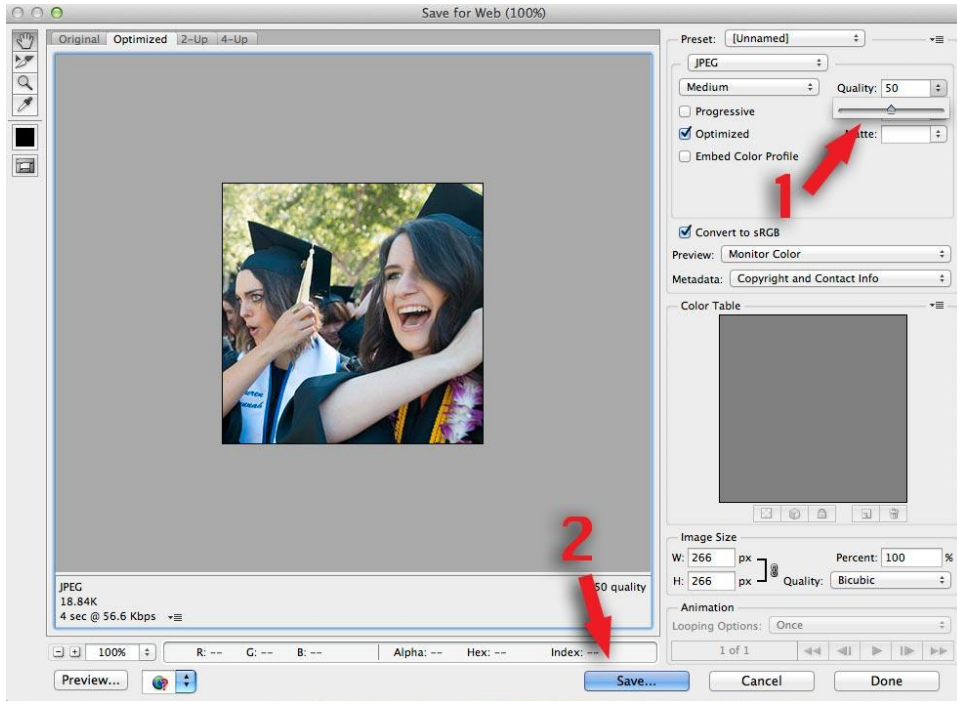 Save for Web (100%)
Original Optimized 2-Up 4-Up
Preset: [Unnamed]
JPEG
Medium Quality: 50
Progressive
Optimized Matte:
Embed Color Profile
1
Convert to sRGB
Preview: Monitor Color
Metadata: Copyright and Contact Info
Color Table
2
Image Size
W: 266 px Percent: 100 %
H: 266 px Quality: Bicubic
JPEG 50 quality
18.84K
4 sec @ 56.6 Kbps
Animation
Looping Options: Once
1 of 1
100% R: -- G: -- B: -- Alpha: -- Hex: -- Index: --
Preview... Save... Cancel Done